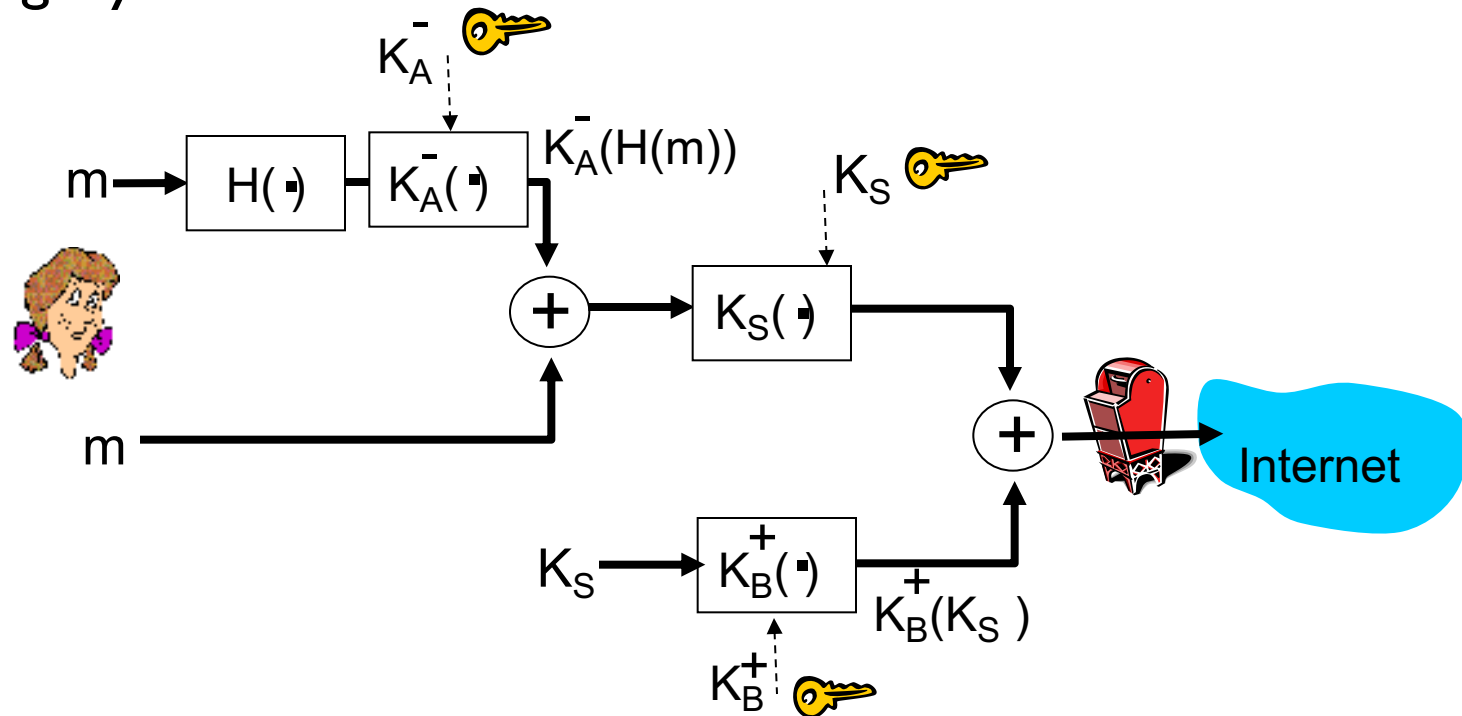 g y
K_A^-
m
H(·)
K_A^-(·)
K_A^-(H(m))
K_S
+
K_S(·)
m
+
Internet
K_S
K_B^+(·)
K_B^+(K_S )
K_B^+